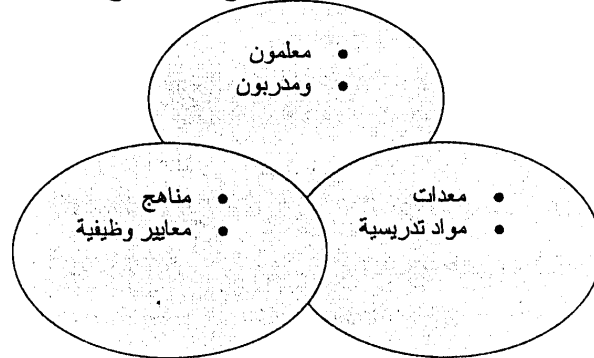 • معلمون
• ومدربون
• معدات
• مواد تدريسية
• مناهج
• معايير وظيفية